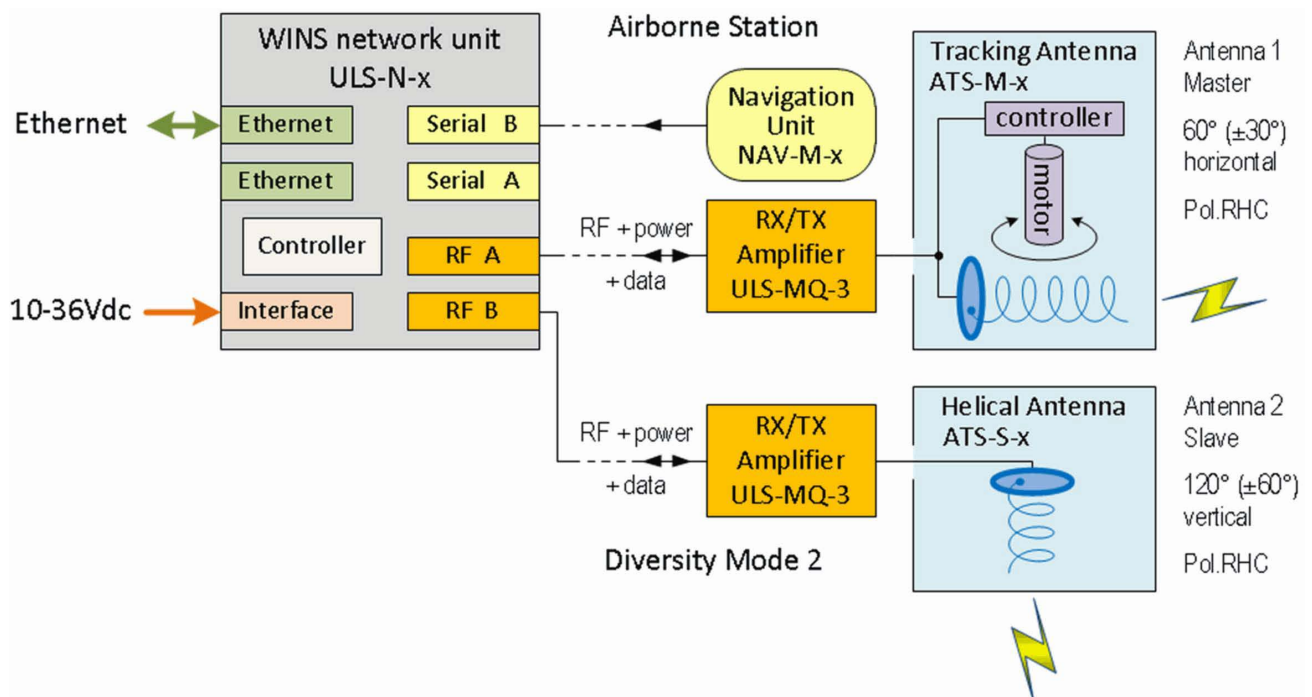 Airborne Station
WINS network unit
ULS-N-x
Ethernet
Ethernet
Serial B
Ethernet
Serial A
Controller
RF A
10-36Vdc
Interface
RF B
Navigation
Unit
NAV-M-x
RF + power
+ data
RX/TX
Amplifier
ULS-MQ-3
Tracking Antenna
ATS-M-x
controller
motor
Antenna 1
Master
60° (±30°)
horizontal
Pol.RHC
RF + power
+ data
RX/TX
Amplifier
ULS-MQ-3
Helical Antenna
ATS-S-x
Antenna 2
Slave
120° (±60°)
vertical
Pol.RHC
Diversity Mode 2